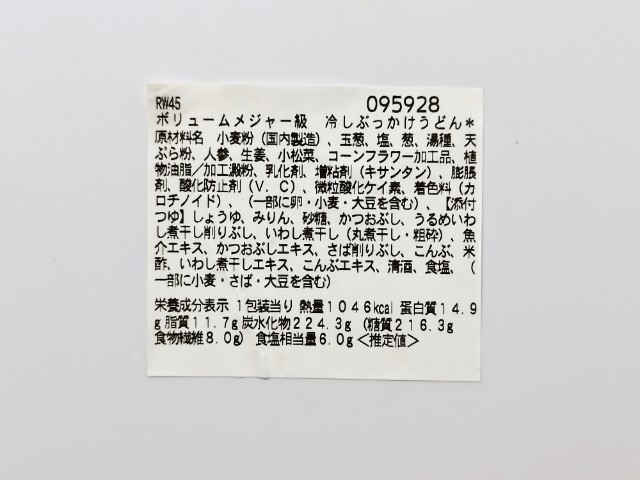 RW45 095928
ボリュームメジャー級 冷しぶっかけうどん*
原材料名 小麦粉(国内製造)、玉葱、塩、葱、湯種、天
ぷら粉、人参、生姜、小松菜、コーンフラワー加工品、植
物油脂/加工澱粉、乳化剤、増粘剤(キサンタン)、膨脹
剤、酸化防止剤(V.C)、微粒酸化ケイ素、着色料(カ
ロチノイド)、(一部に卵・小麦・大豆を含む)、【添付
つゆ】しょうゆ、みりん、砂糖、かつおぶし、うるめいわ
し煮干し削りぶし、いわし煮干し(丸煮干し・粗砕)、魚
介エキス、かつおぶしエキス、さば削りぶし、こんぶ、米
酢、いわし煮干しエキス、こんぶエキス、清酒、食塩、(
一部に小麦・さば・大豆を含む)
栄養成分表示 1包装当り 熱量1046kcal 蛋白質14.9
g 脂質11.7g 炭水化物224.3g (糖質216.3g
食物繊維8.0g) 食塩相当量6.0g<推定値>